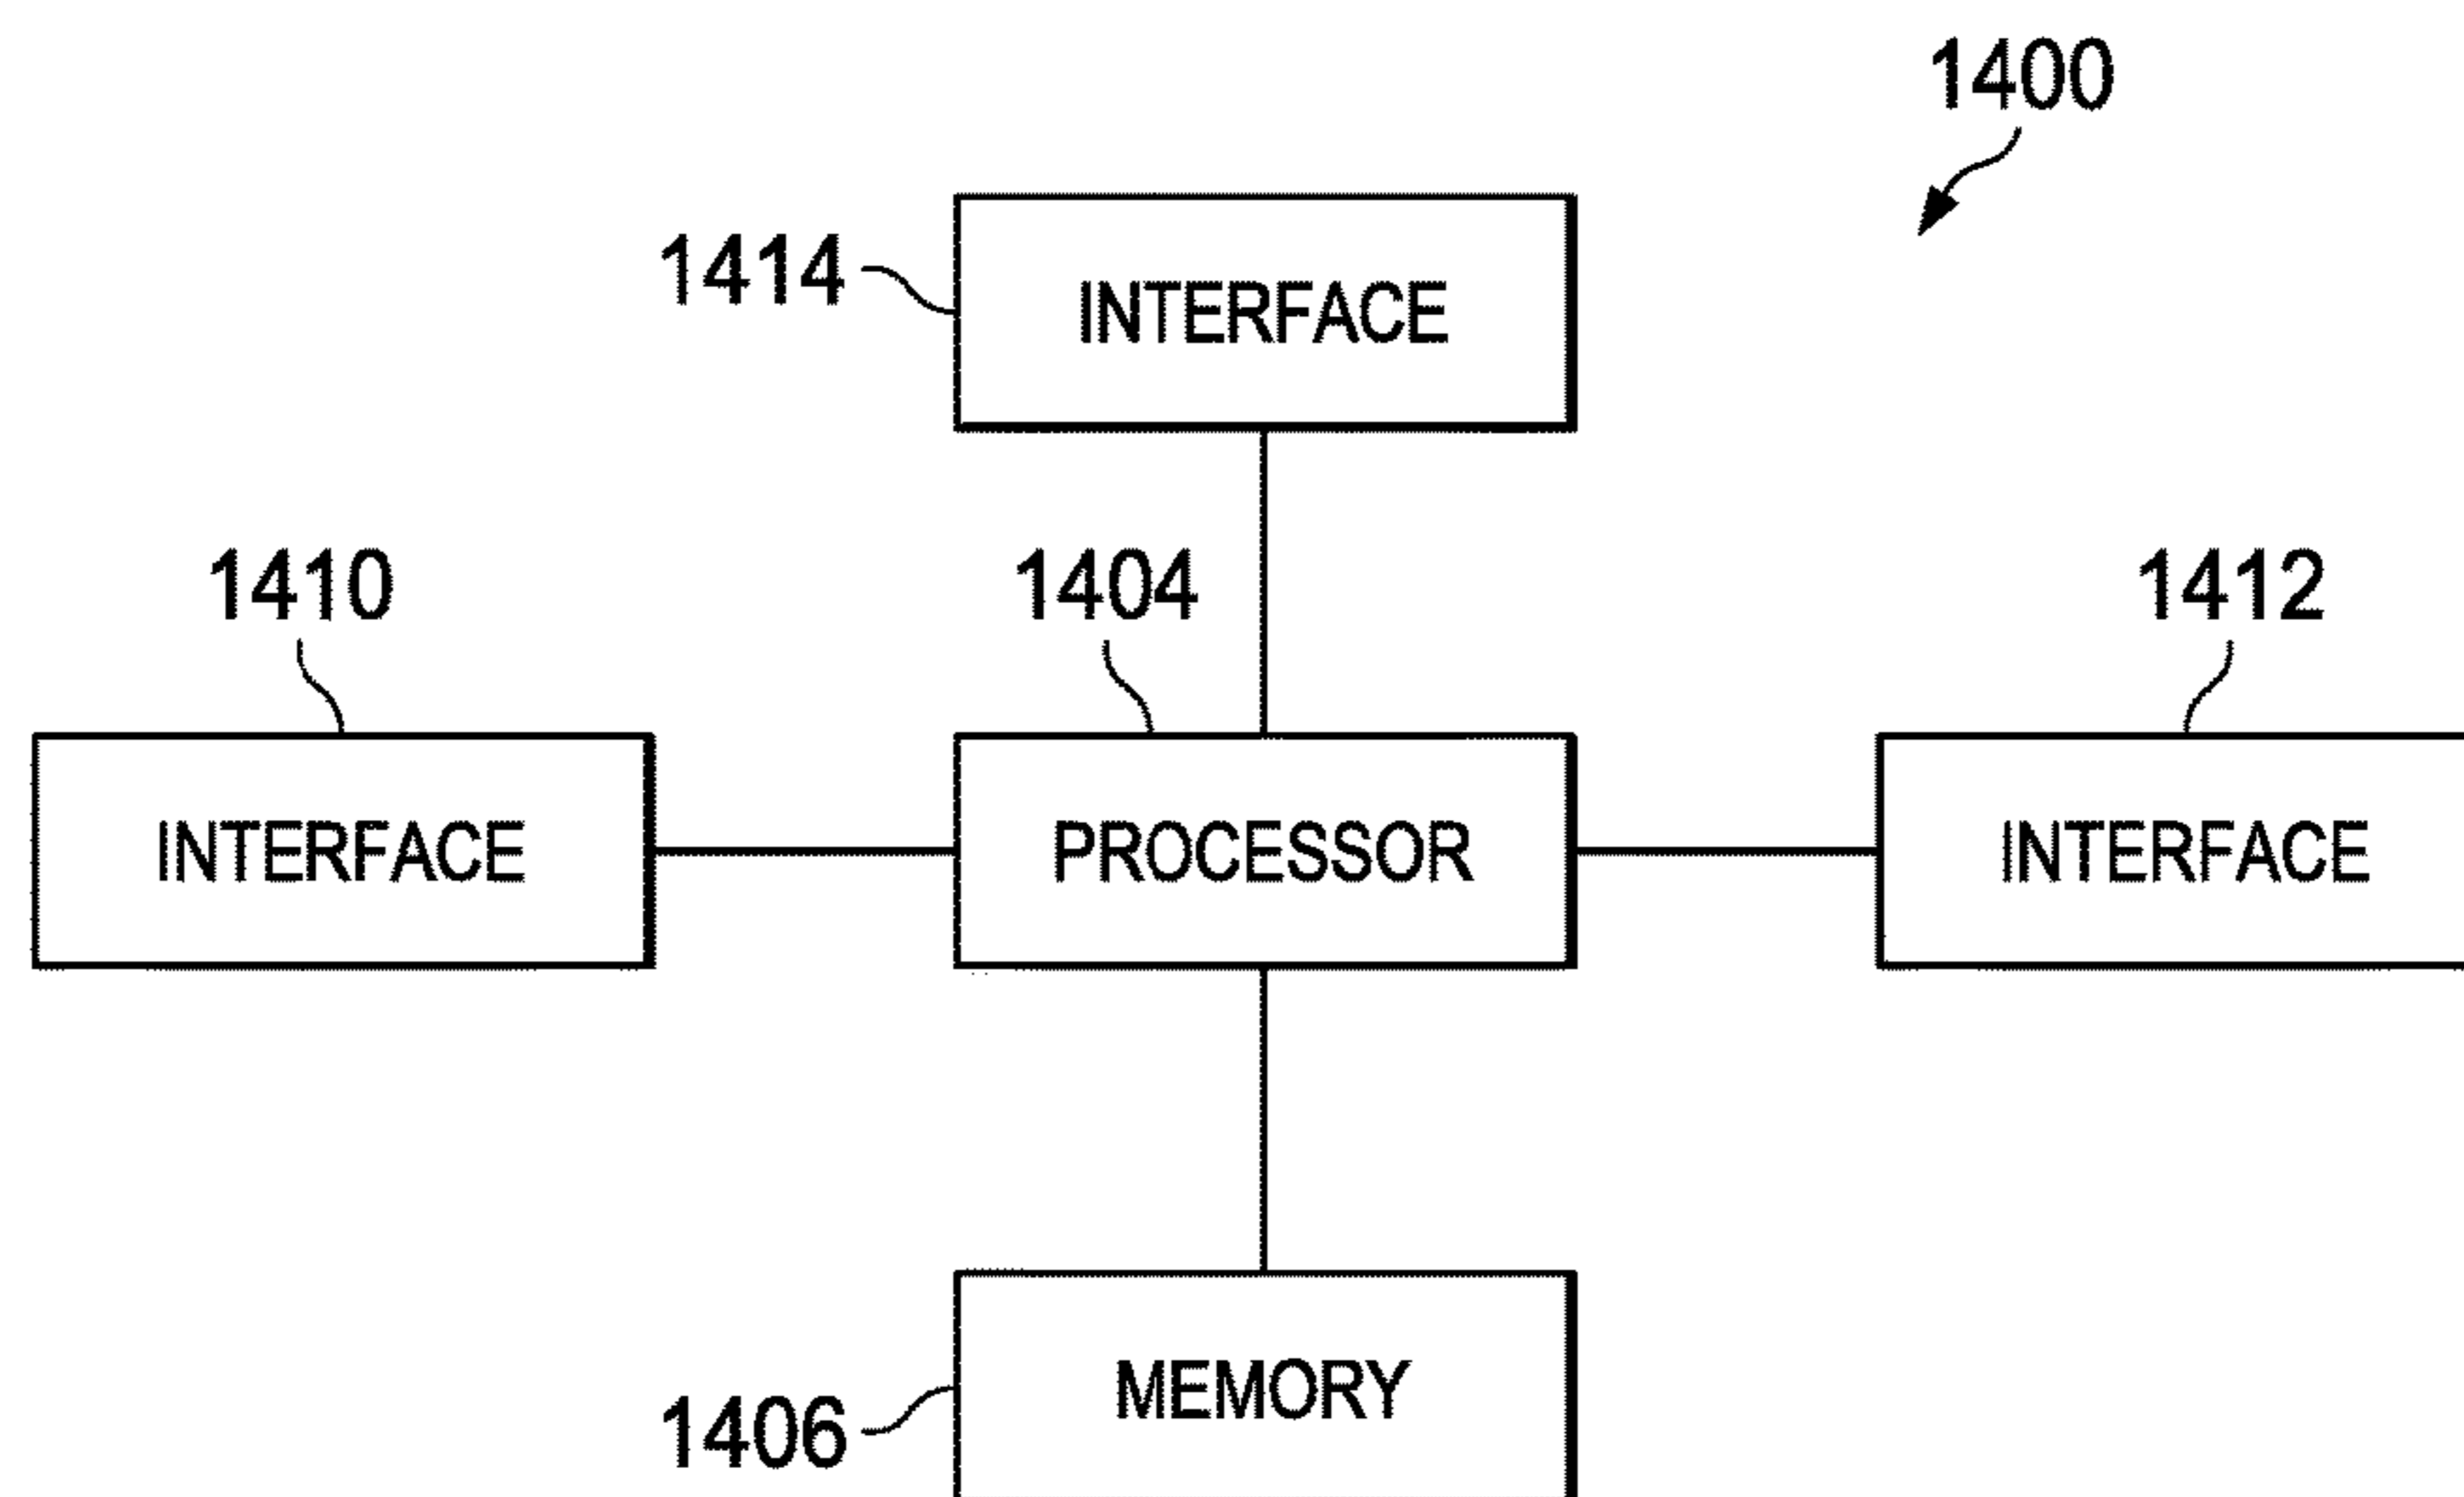 1400
1414
INTERFACE
1410
1404
1412
INTERFACE
PROCESSOR
INTERFACE
MEMORY
1406